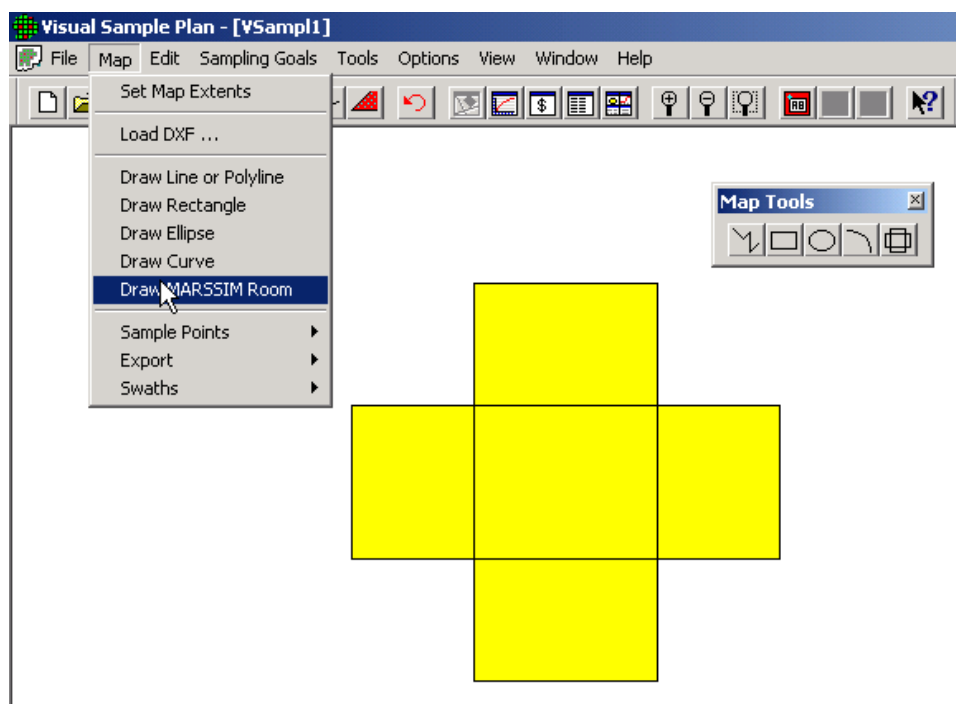 Visual Sample Plan - [VSampl1]
File Map Edit Sampling Goals Tools Options View Window Help
Set Map Extents
Load DXF ...
Draw Line or Polyline
Draw Rectangle
Draw Ellipse
Draw Curve
Draw MARSSIM Room
Sample Points
Export
Swaths
Map Tools